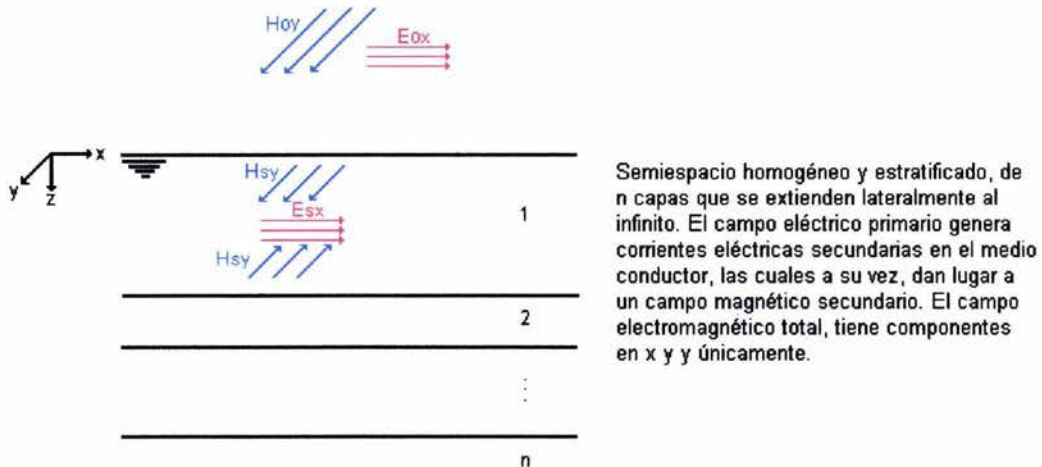 Hoy
Eox
x
y
z
Hsy
Esx
Hsy
1
2
⋮
n
Semiespacio homogéneo y estratificado, de
n capas que se extienden lateralmente al
infinito. El campo eléctrico primario genera
corrientes eléctricas secundarias en el medio
conductor, las cuales a su vez, dan lugar a
un campo magnético secundario. El campo
electromagnético total, tiene componentes
en x y y únicamente.